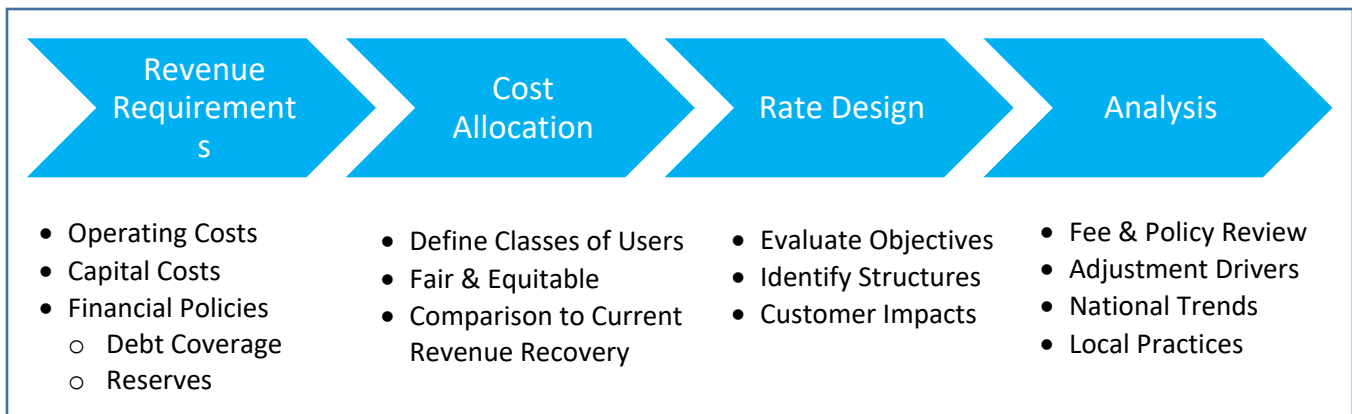 Revenue
Requirement
s
Cost
Allocation
Rate Design
Analysis
• Operating Costs
• Capital Costs
• Financial Policies
o Debt Coverage
o Reserves
• Define Classes of Users
• Fair & Equitable
• Comparison to Current
Revenue Recovery
• Evaluate Objectives
• Identify Structures
• Customer Impacts
• Fee & Policy Review
• Adjustment Drivers
• National Trends
• Local Practices